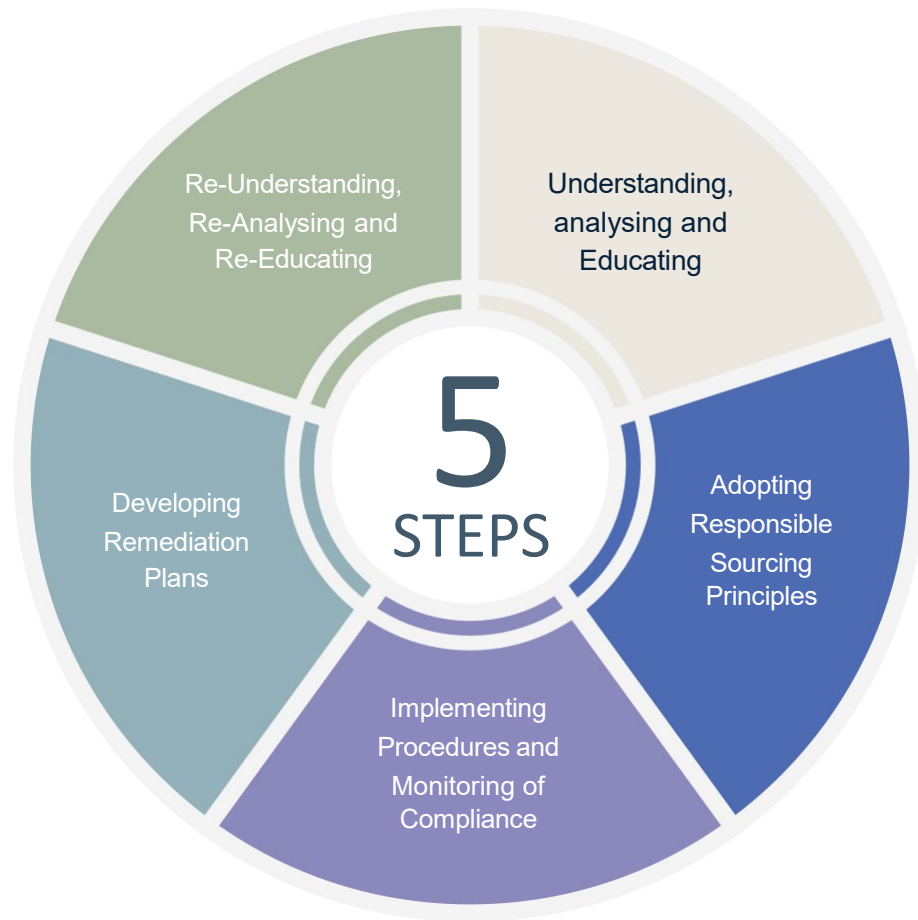 5
STEPS
Understanding,
analysing and
Educating
Adopting
Responsible
Sourcing
Principles
Implementing
Procedures and
Monitoring of
Compliance
Developing
Remediation
Plans
Re-Understanding,
Re-Analysing and
Re-Educating